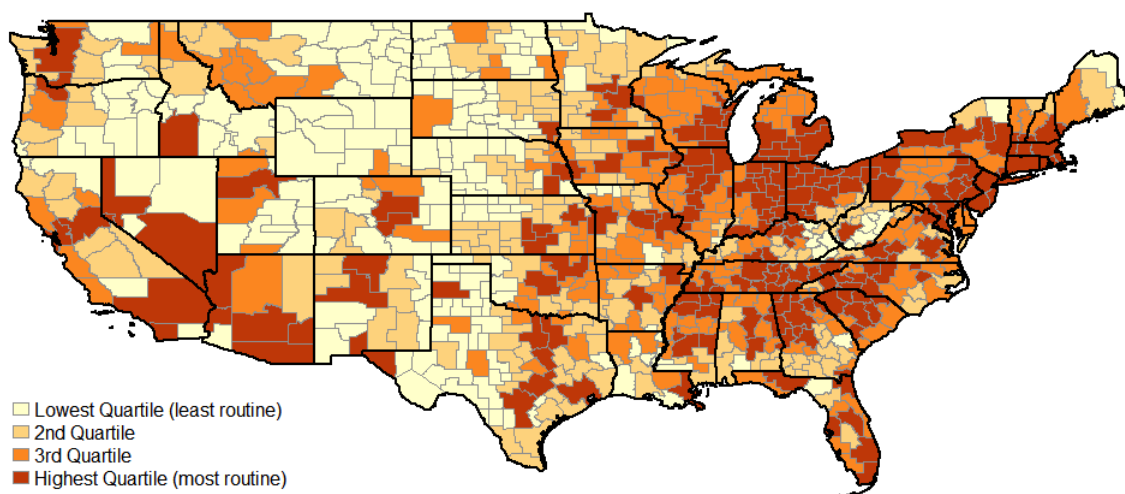 Lowest Quartile (least routine)
2nd Quartile
3rd Quartile
Highest Quartile (most routine)